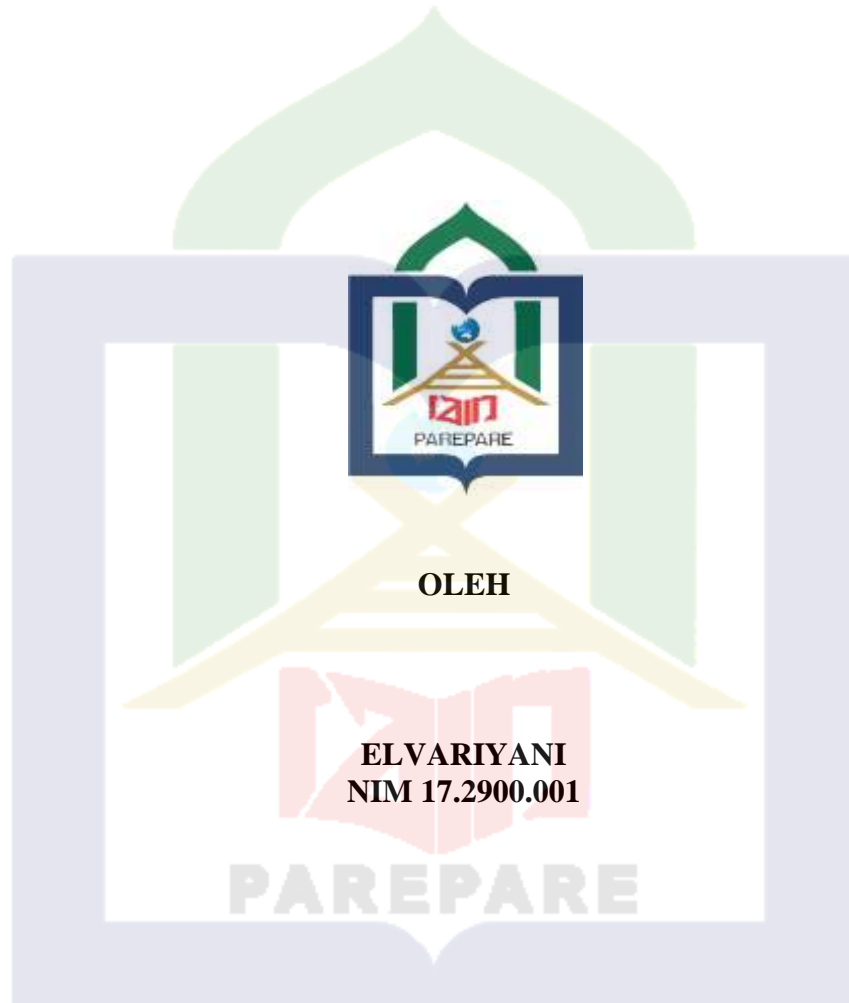 IAIN
PAREPARE
OLEH
ELVARIYANI
NIM 17.2900.001
PAREPARE